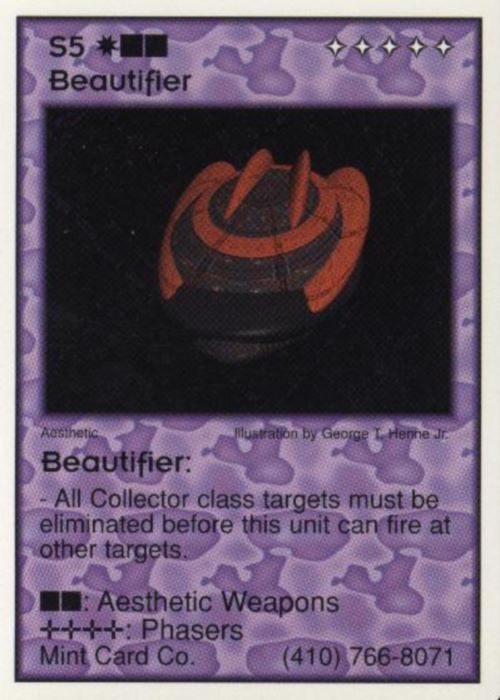 S5 ✷■■ ✧✧✧✧✧
Beautifier
Aesthetic Illustration by George T. Henne Jr.
Beautifier:
- All Collector class targets must be
eliminated before this unit can fire at
other targets.
■■: Aesthetic Weapons
✛✛✛✛: Phasers
Mint Card Co. (410) 766-8071